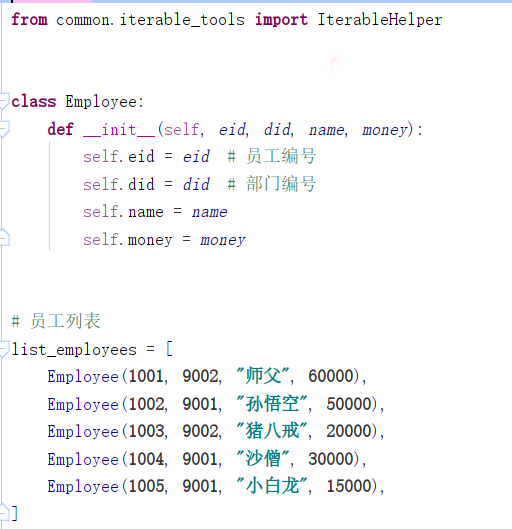 from common.iterable_tools import IterableHelper
class Employee:
    def __init__(self, eid, did, name, money):
        self.eid = eid  # 员工编号
        self.did = did  # 部门编号
        self.name = name
        self.money = money
# 员工列表
list_employees = [
    Employee(1001, 9002, "师父", 60000),
    Employee(1002, 9001, "孙悟空", 50000),
    Employee(1003, 9002, "猪八戒", 20000),
    Employee(1004, 9001, "沙僧", 30000),
    Employee(1005, 9001, "小白龙", 15000),
]